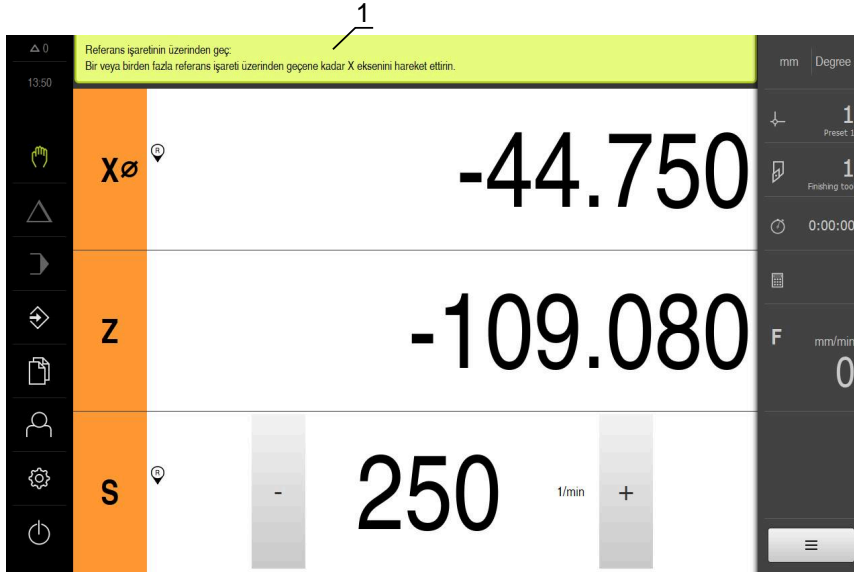 1
0
Referans işaretinin üzerinden geç:
Bir veya birden fazla referans işareti üzerinden geçene kadar X eksenini hareket ettirin.
mm Degree
13:50
1
Preset 1
X⌀ R -44.750
1
Finishing too
0:00:00
Z -109.080
F mm/min
0
S R - 250 1/min +